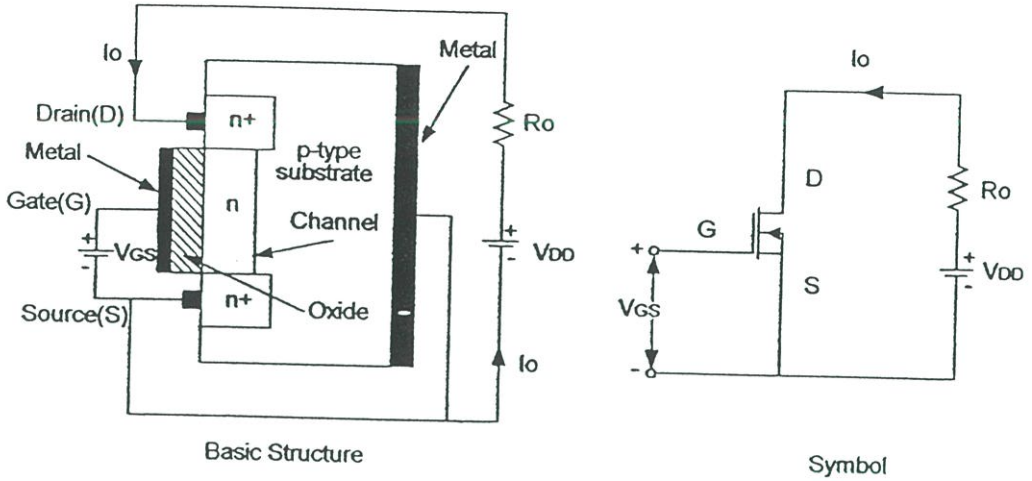 Io
Metal
Drain(D)
n+
Ro
Metal
p-type
substrate
Gate(G)
n
Channel
+
VGS
-
+
VDD
-
n+
Oxide
Source(S)
Io
Basic Structure
Io
D
Ro
G
+
S
+
VDD
-
VGS
-
Symbol